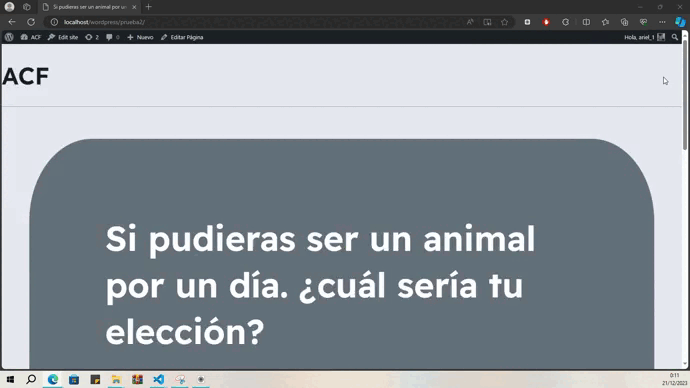 Si pudieras ser un animal por un
localhost/wordpress/prueba2/
ACF
Edit site
2
0
Nuevo
Editar Página
Hola, ariel_1
ACF
Si pudieras ser un animal
por un día. ¿cuál sería tu
elección?
0:11
21/12/2023